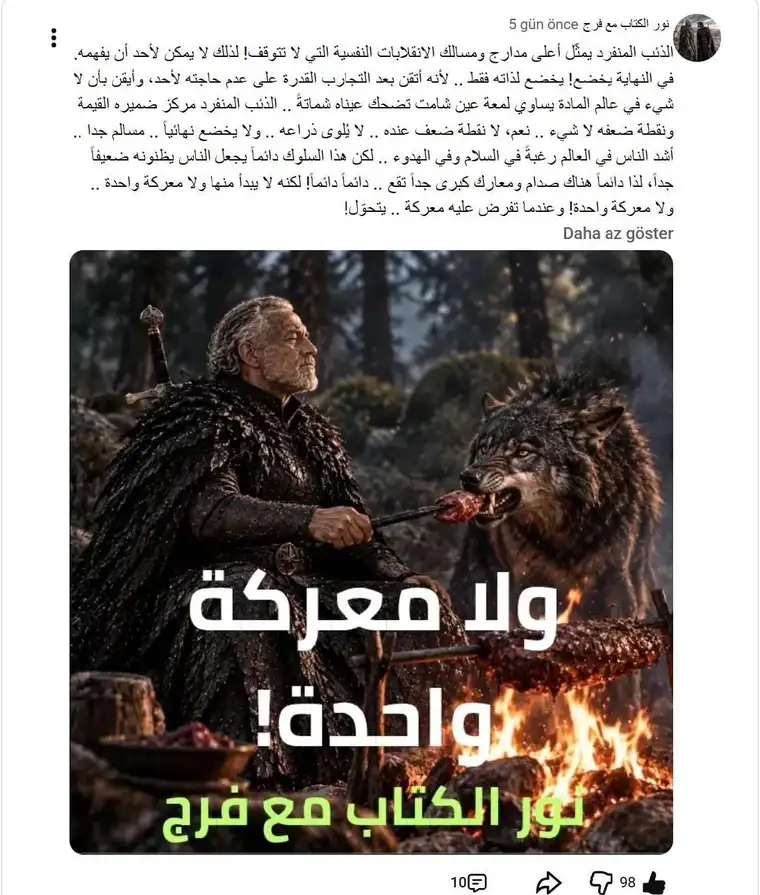 نور الكتاب مع فرج 5 gün önce
الذئب المنفرد يمثّل أعلى مدارج ومسالك الانقلابات النفسية التي لا تتوقف! لذلك لا يمكن لأحد أن يفهمه.
في النهاية يخضع! يخضع لذاته فقط .. لأنه أتقن بعد التجارب القدرة على عدم حاجته لأحد، وأيقن بأن لا
شيء في عالم المادة يساوي لمعة عين شامت تضحك عيناه شماتةً .. الذئب المنفرد مركز ضميره القيمة
ونقطة ضعفه لا شيء .. نعم، لا نقطة ضعف عنده .. لا يُلوى ذراعه .. ولا يخضع نهائياً .. مسالم جدا ..
أشد الناس في العالم رغبةً في السلام وفي الهدوء .. لكن هذا السلوك دائماً يجعل الناس يظنونه ضعيفاً
جداً، لذا دائماً هناك صدام ومعارك كبرى جداً تقع .. دائماً دائماً! لكنه لا يبدأ منها ولا معركة واحدة ..
ولا معركة واحدة! وعندما تفرض عليه معركة .. يتحوّل!
Daha az göster
ولا معركة
واحدة!
نور الكتاب مع فرج
98 10